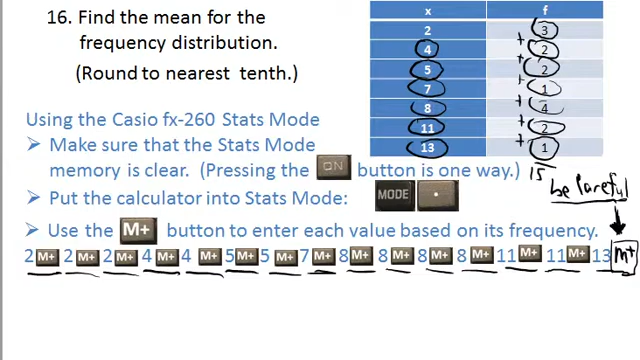 16. Find the mean for the
frequency distribution.
(Round to nearest tenth.)
x f
2 3
4 + 2
5 + 2
7 + 1
8 + 4
11 + 2
13 + 1
15
Using the Casio fx-260 Stats Mode
➢ Make sure that the Stats Mode
memory is clear. (Pressing the ON button is one way.)
be careful
➢ Put the calculator into Stats Mode: MODE •
➢ Use the M+ button to enter each value based on its frequency.
2 M+ 2 M+ 2 M+ 4 M+ 4 M+ 5 M+ 5 M+ 7 M+ 8 M+ 8 M+ 8 M+ 8 M+ 11 M+ 11 M+ 13 M+